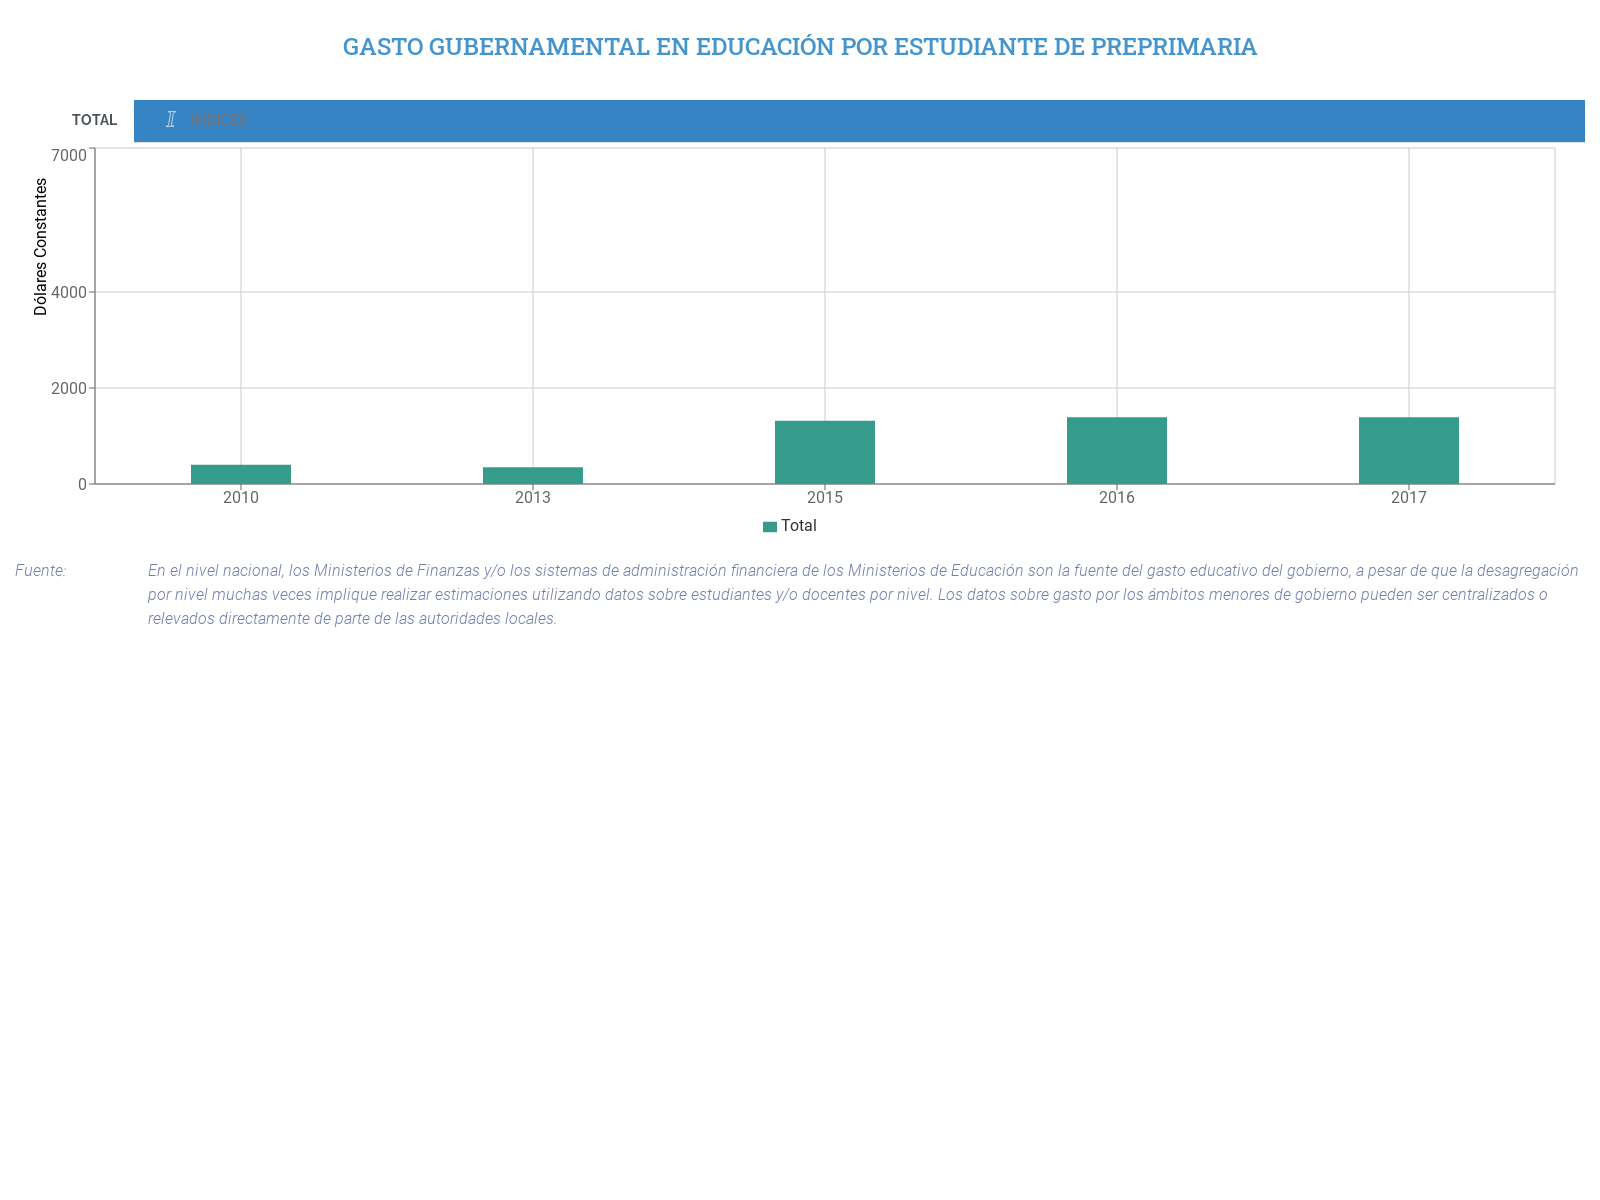 GASTO GUBERNAMENTAL EN EDUCACIÓN POR ESTUDIANTE DE PREPRIMARIA
TOTAL
INDICES
7000
Dólares Constantes
4000
2000
0
2010 2013 2015 2016 2017
Total
Fuente: En el nivel nacional, los Ministerios de Finanzas y/o los sistemas de administración financiera de los Ministerios de Educación son la fuente del gasto educativo del gobierno, a pesar de que la desagregación
por nivel muchas veces implique realizar estimaciones utilizando datos sobre estudiantes y/o docentes por nivel. Los datos sobre gasto por los ámbitos menores de gobierno pueden ser centralizados o
relevados directamente de parte de las autoridades locales.